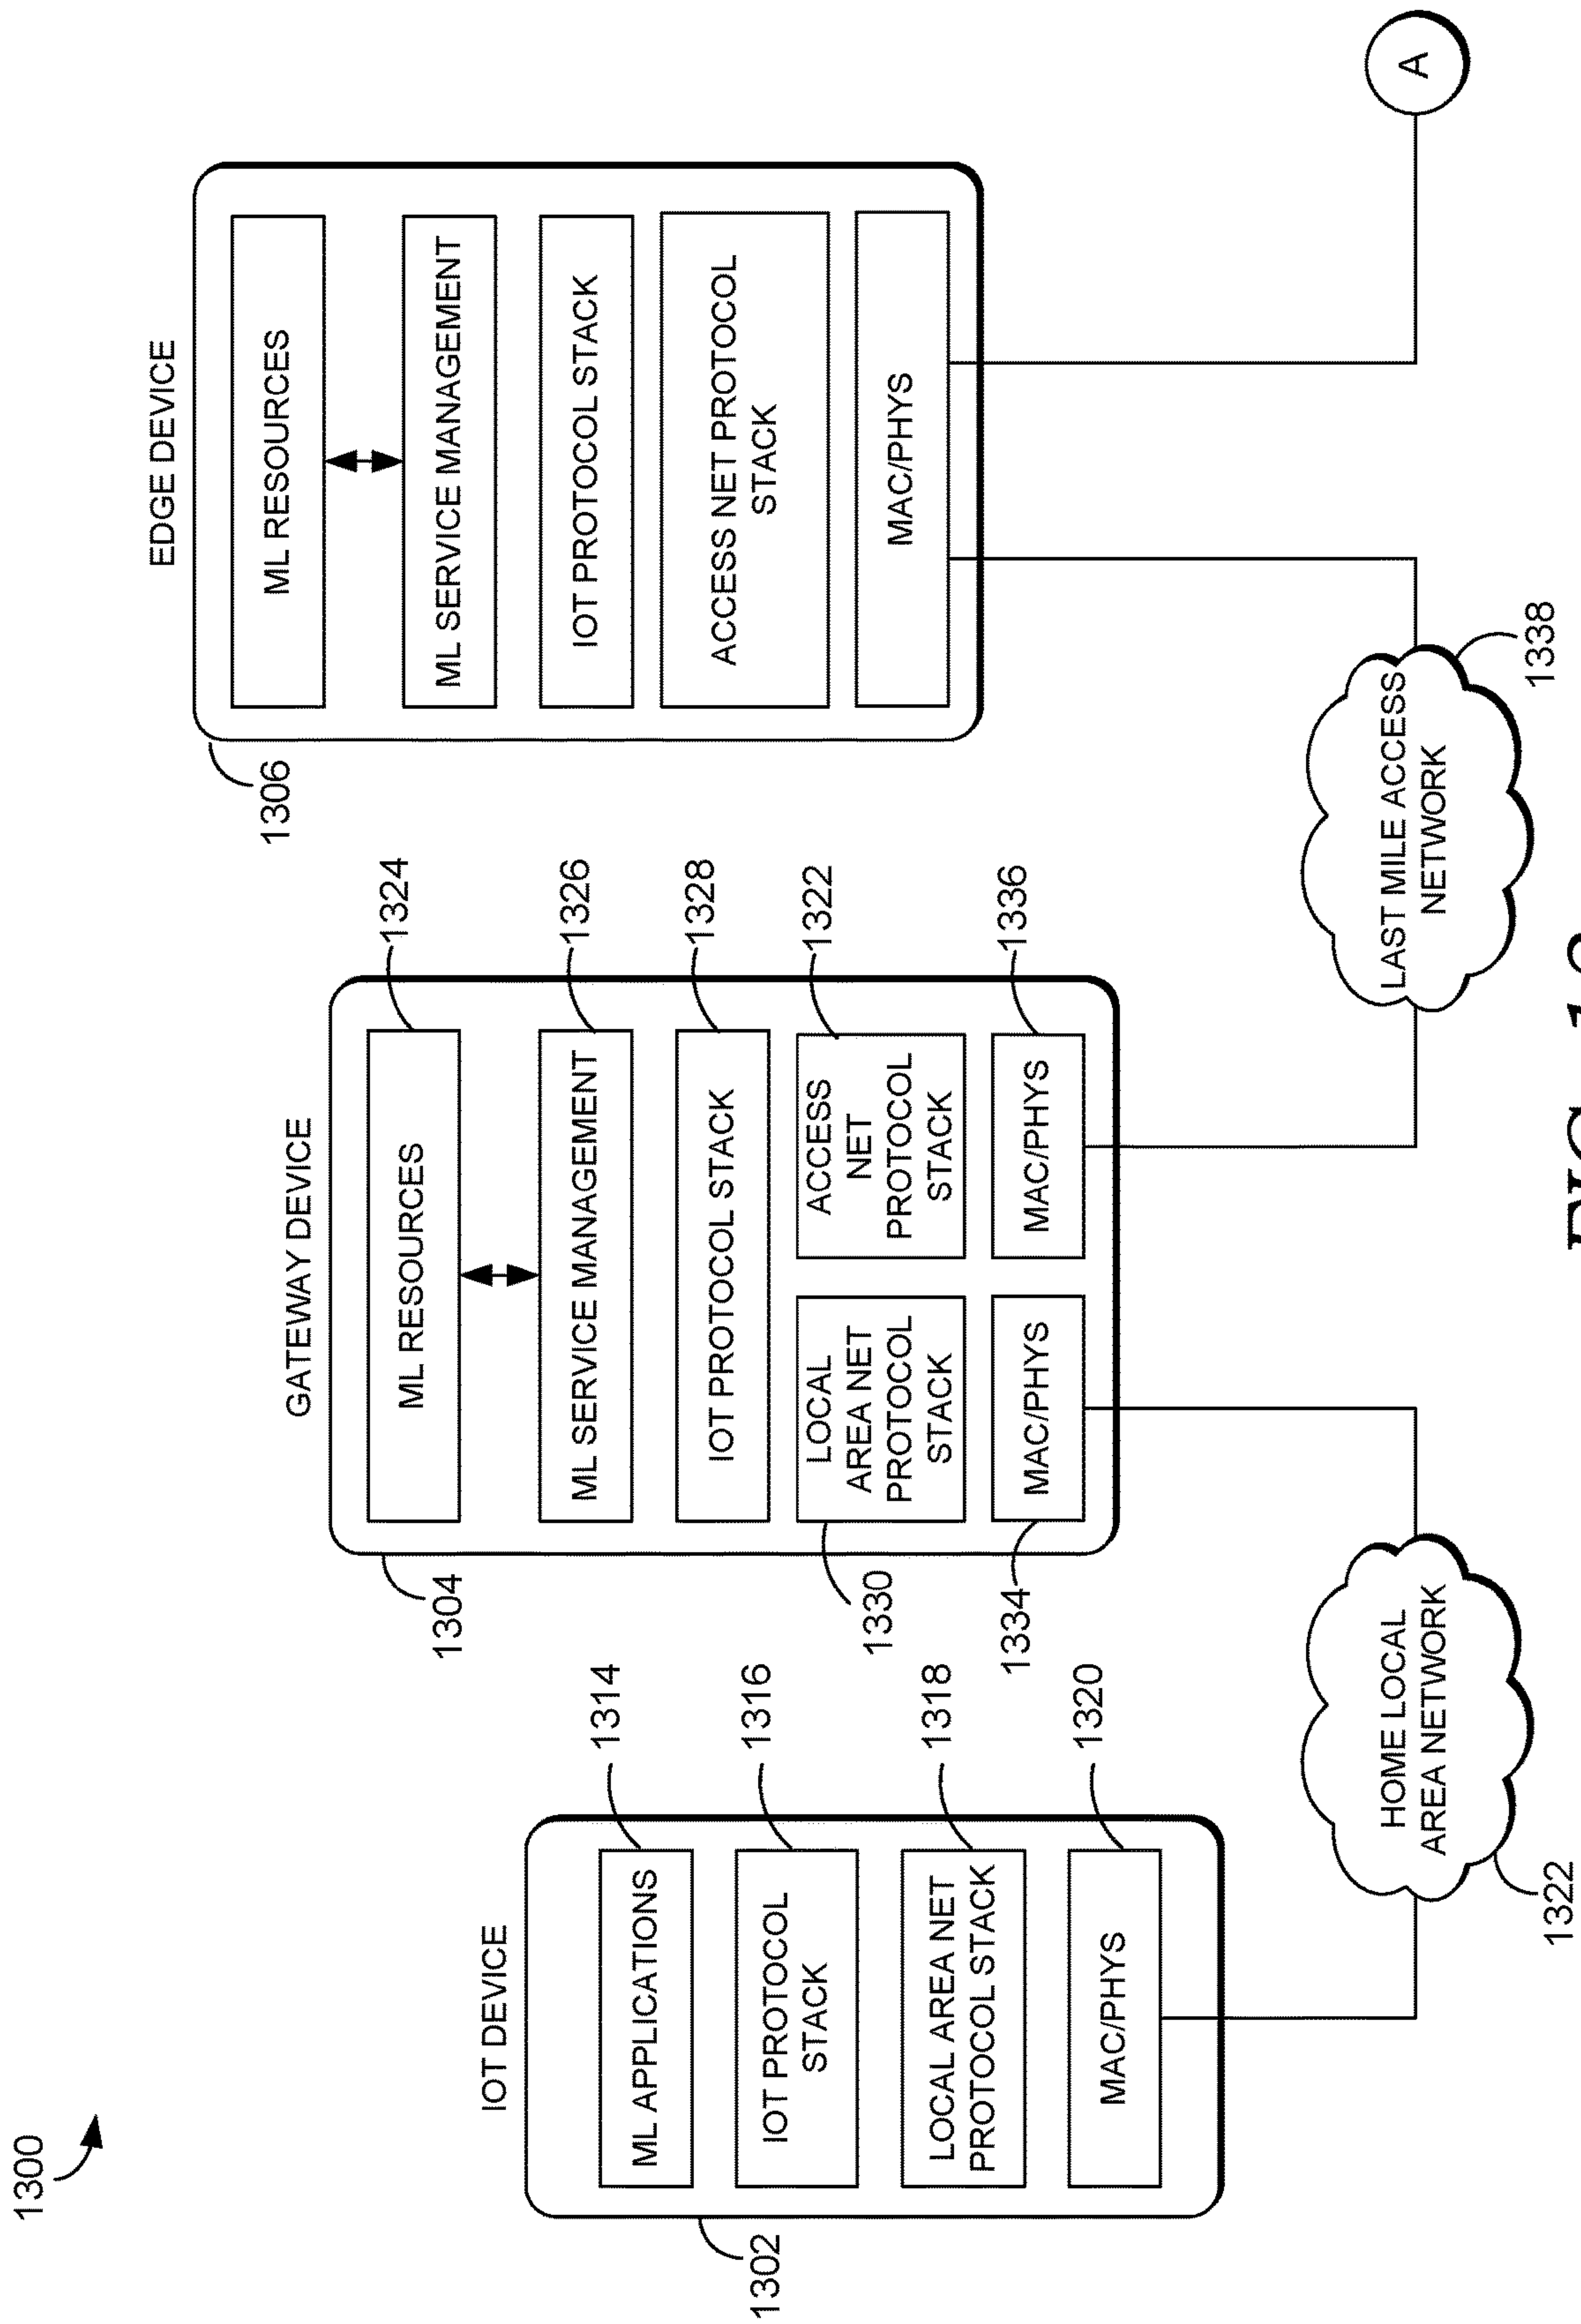 1300
IOT DEVICE
1302
ML APPLICATIONS
1314
IOT PROTOCOL
STACK
1316
LOCAL AREA NET
PROTOCOL STACK
1318
MAC/PHYS
1320
HOME LOCAL
AREA NETWORK
1322
GATEWAY DEVICE
1304
ML RESOURCES
1324
ML SERVICE MANAGEMENT
1326
IOT PROTOCOL STACK
1328
LOCAL
AREA NET
PROTOCOL
STACK
1330
ACCESS
NET
PROTOCOL
STACK
1322
MAC/PHYS
1334
MAC/PHYS
1336
LAST MILE ACCESS
NETWORK
1338
EDGE DEVICE
1306
ML RESOURCES
ML SERVICE MANAGEMENT
IOT PROTOCOL STACK
ACCESS NET PROTOCOL
STACK
MAC/PHYS
A